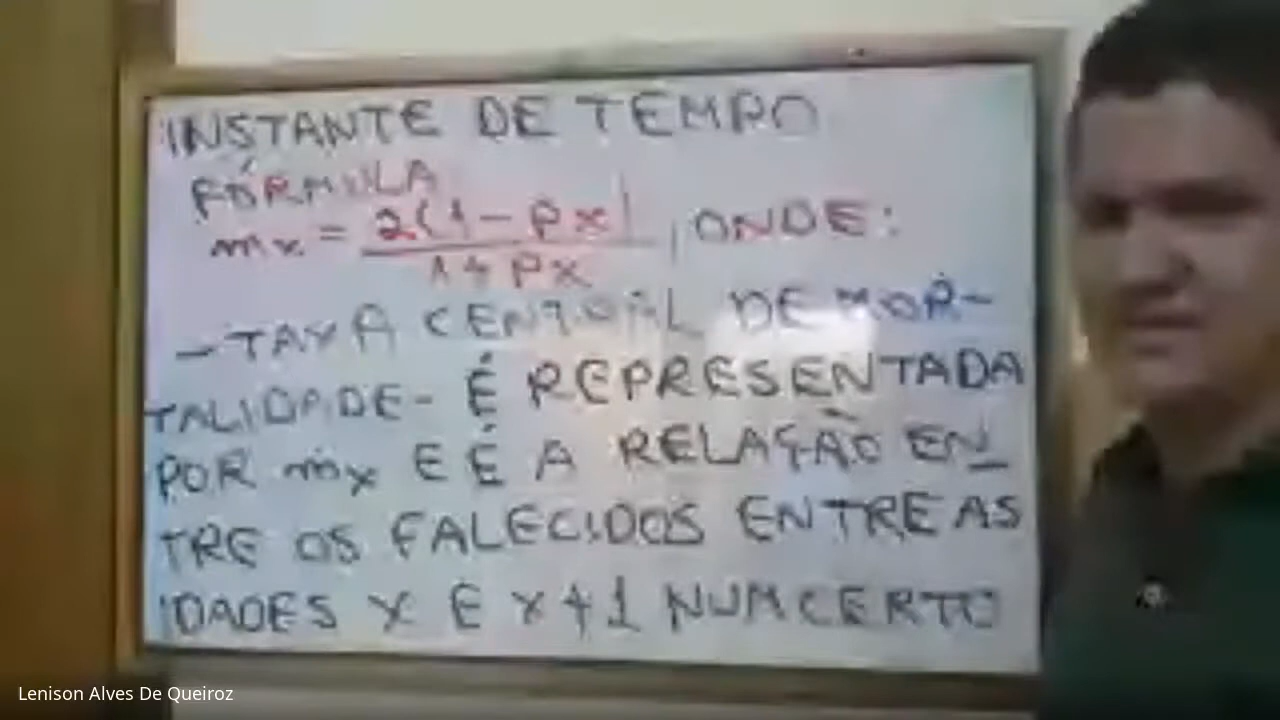 INSTANTE DE TEMPO
FÓRMULA
mx = 2(1 - px) / 1 + px , ONDE:
- TAXA CENTRAL DE MOR-
TALIDADE - É REPRESENTADA
POR mx E É A RELAÇÃO EN_
TRE OS FALECIDOS ENTRE AS
IDADES X E X + 1 NUM CERTO
Lenison Alves De Queiroz